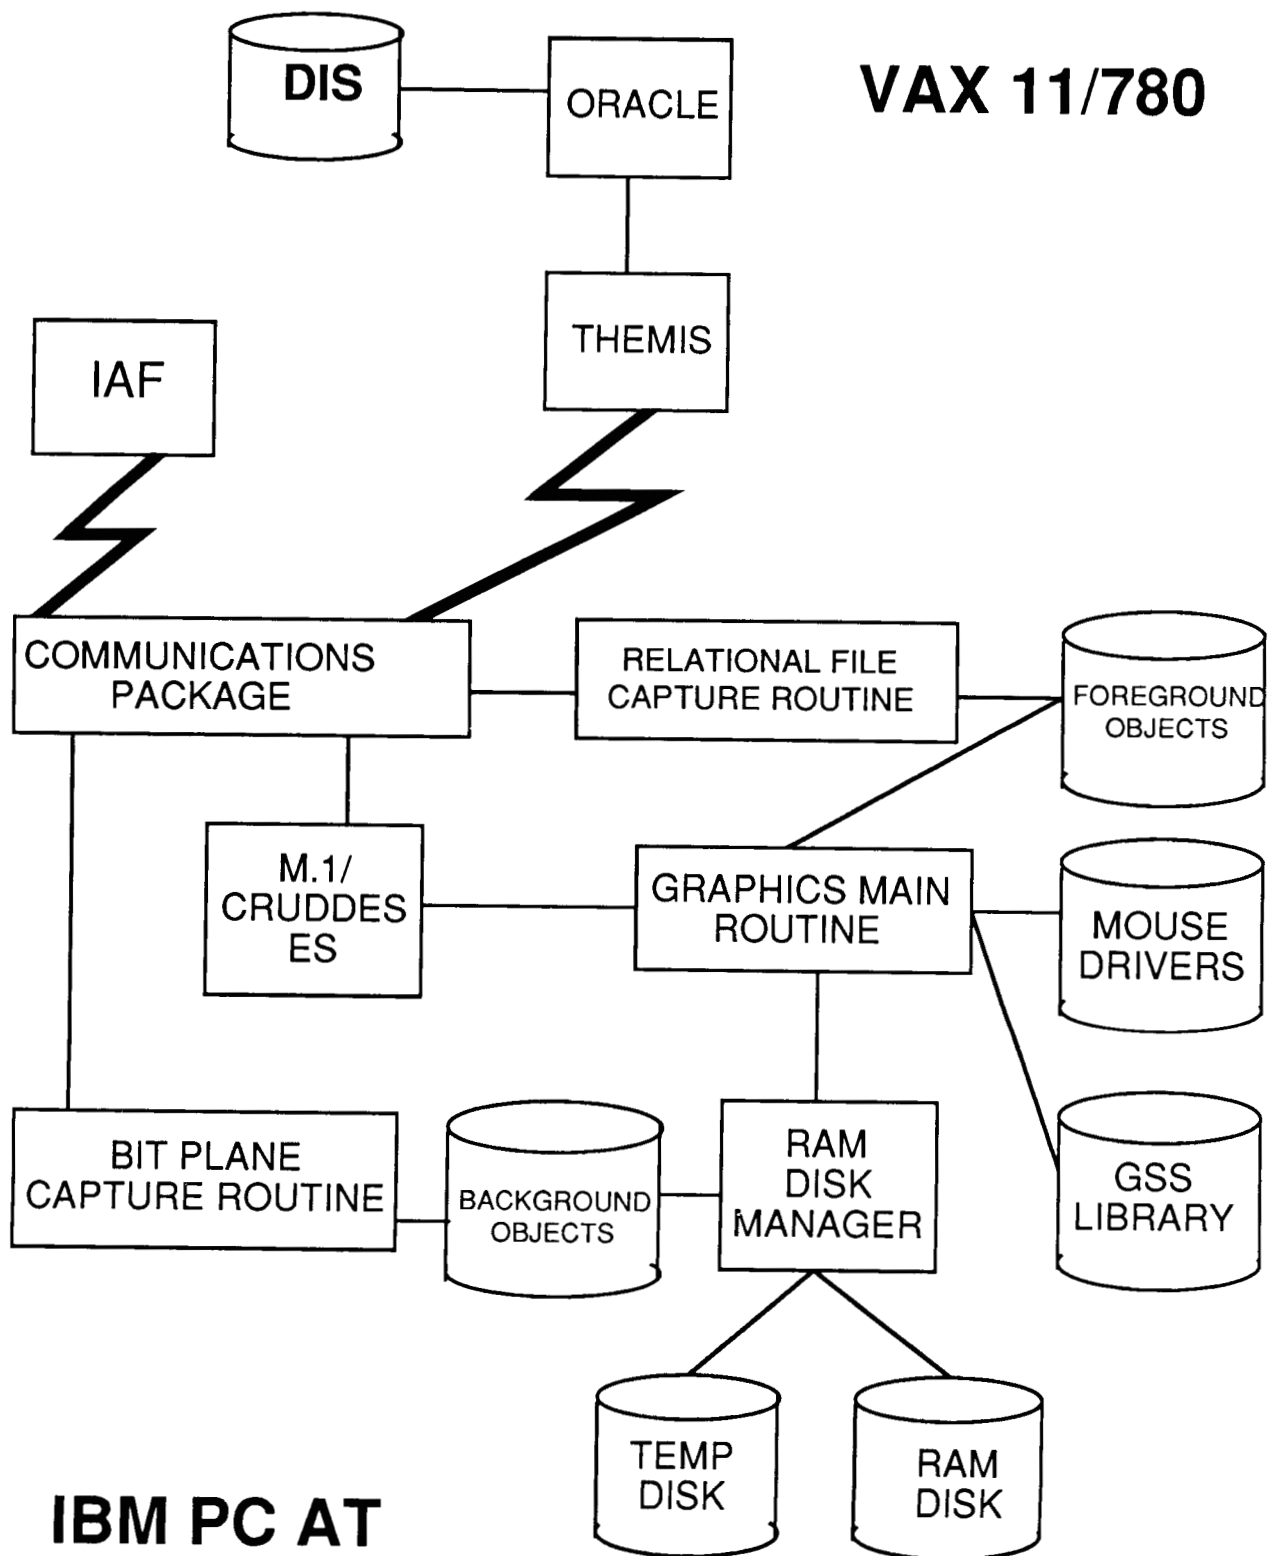 DIS
ORACLE
VAX 11/780
THEMIS
IAF
COMMUNICATIONS
PACKAGE
RELATIONAL FILE
CAPTURE ROUTINE
FOREGROUND
OBJECTS
M.1/
CRUDDES
ES
GRAPHICS MAIN
ROUTINE
MOUSE
DRIVERS
BIT PLANE
CAPTURE ROUTINE
BACKGROUND
OBJECTS
RAM
DISK
MANAGER
GSS
LIBRARY
TEMP
DISK
RAM
DISK
IBM PC AT